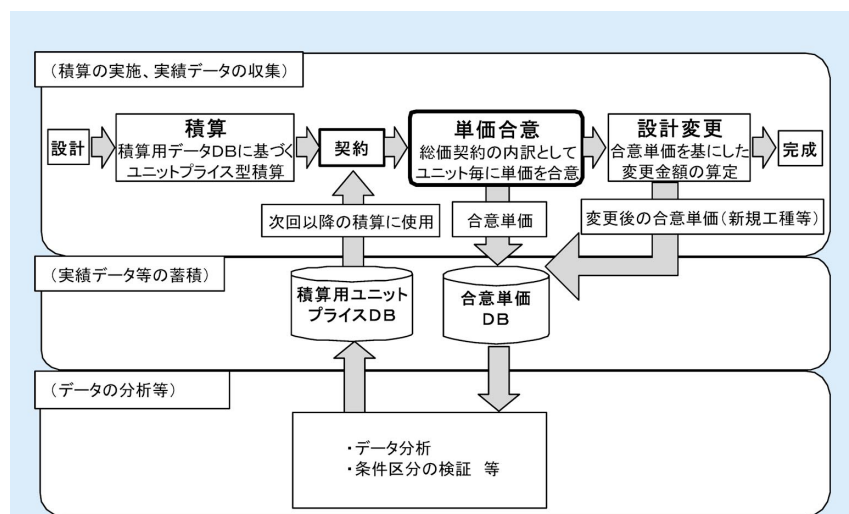 (積算の実施、実績データの収集)
設計
積算
積算用データDBに基づく
ユニットプライス型積算
契約
単価合意
総価契約の内訳として
ユニット毎に単価を合意
設計変更
合意単価を基にした
変更金額の算定
完成
次回以降の積算に使用
合意単価
変更後の合意単価(新規工種等)
(実績データ等の蓄積)
積算用ユニット
プライスDB
合意単価
DB
(データの分析等)
・データ分析
・条件区分の検証 等